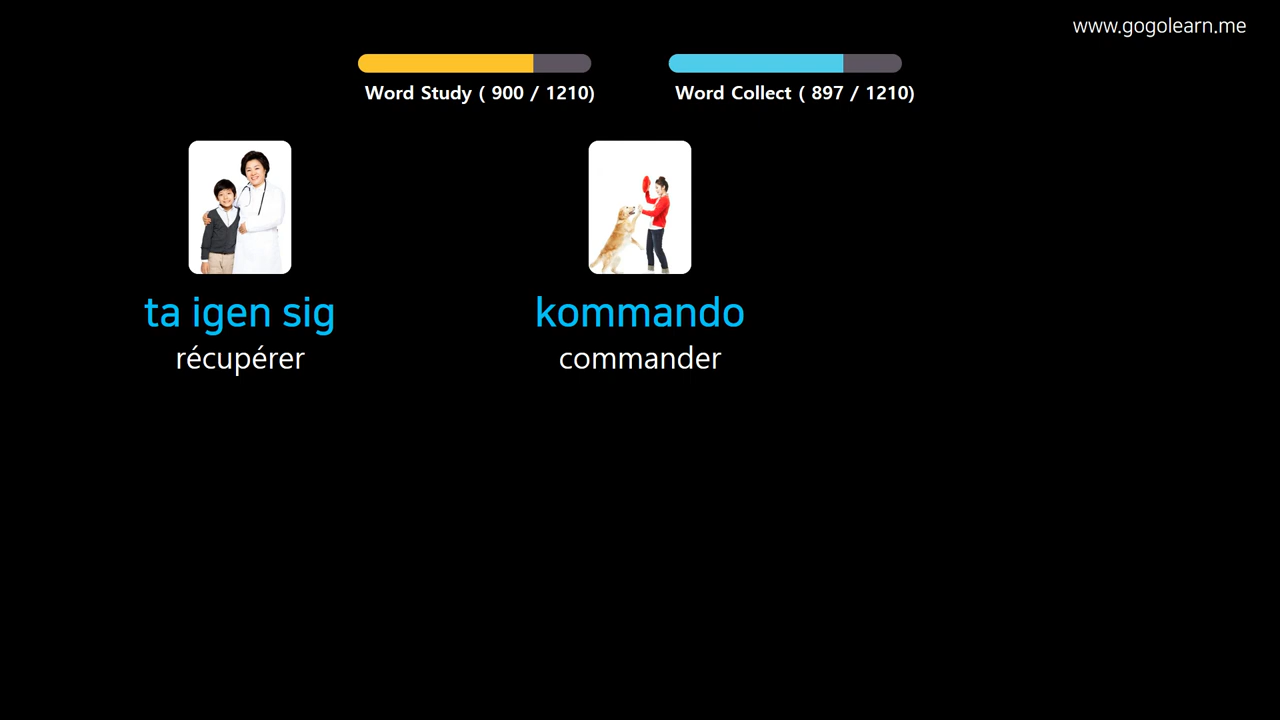 www.gogolearn.me
Word Study ( 900 / 1210)
Word Collect ( 897 / 1210)
ta igen sig
récupérer
kommando
commander